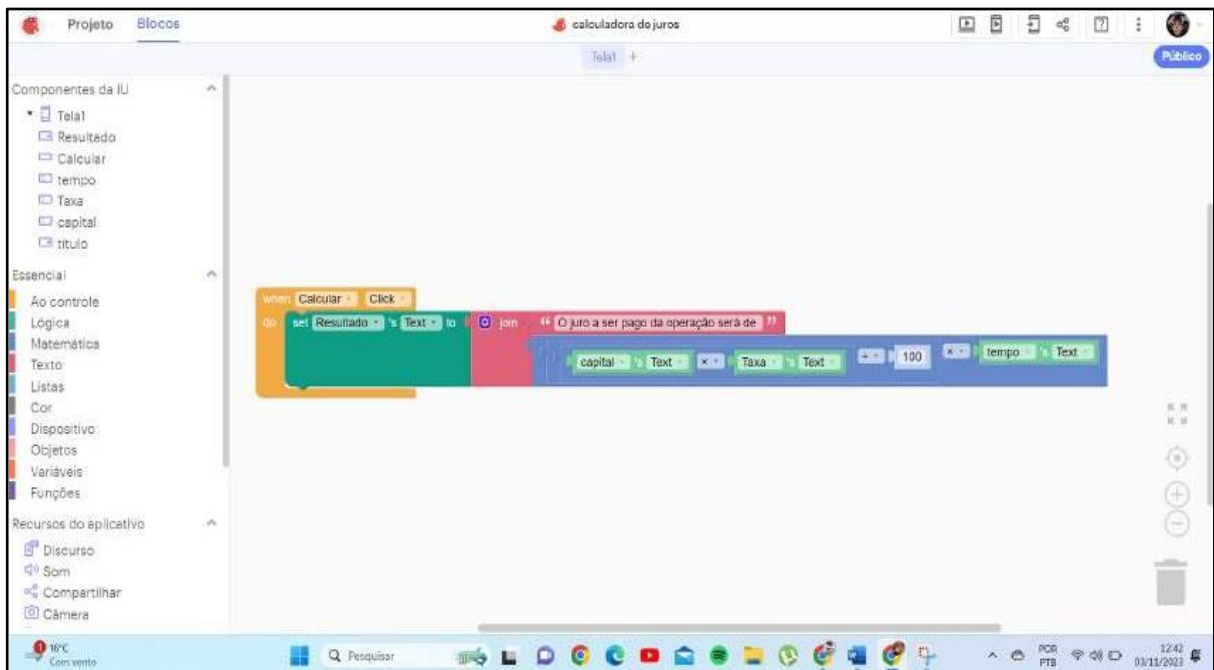 Projeto Blocos calculadora de juros
Tela1 +
Público
Componentes da IU
Tela1
Resultado
Calcular
tempo
Taxa
capital
título
Essencial
Ao controle
Lógica
Matemática
Texto
Listas
Cor
Dispositivo
Objetos
Variáveis
Funções
Recursos do aplicativo
Discurso
Som
Compartilhar
Câmera
when Calcular Click
do set Resultado 's Text to join “ O juro a ser pago da operação será de ”
capital 's Text × Taxa 's Text ÷ 100 × tempo 's Text
16°C
Com vento
Pesquisar
POR
PTB
12:42
03/11/2023